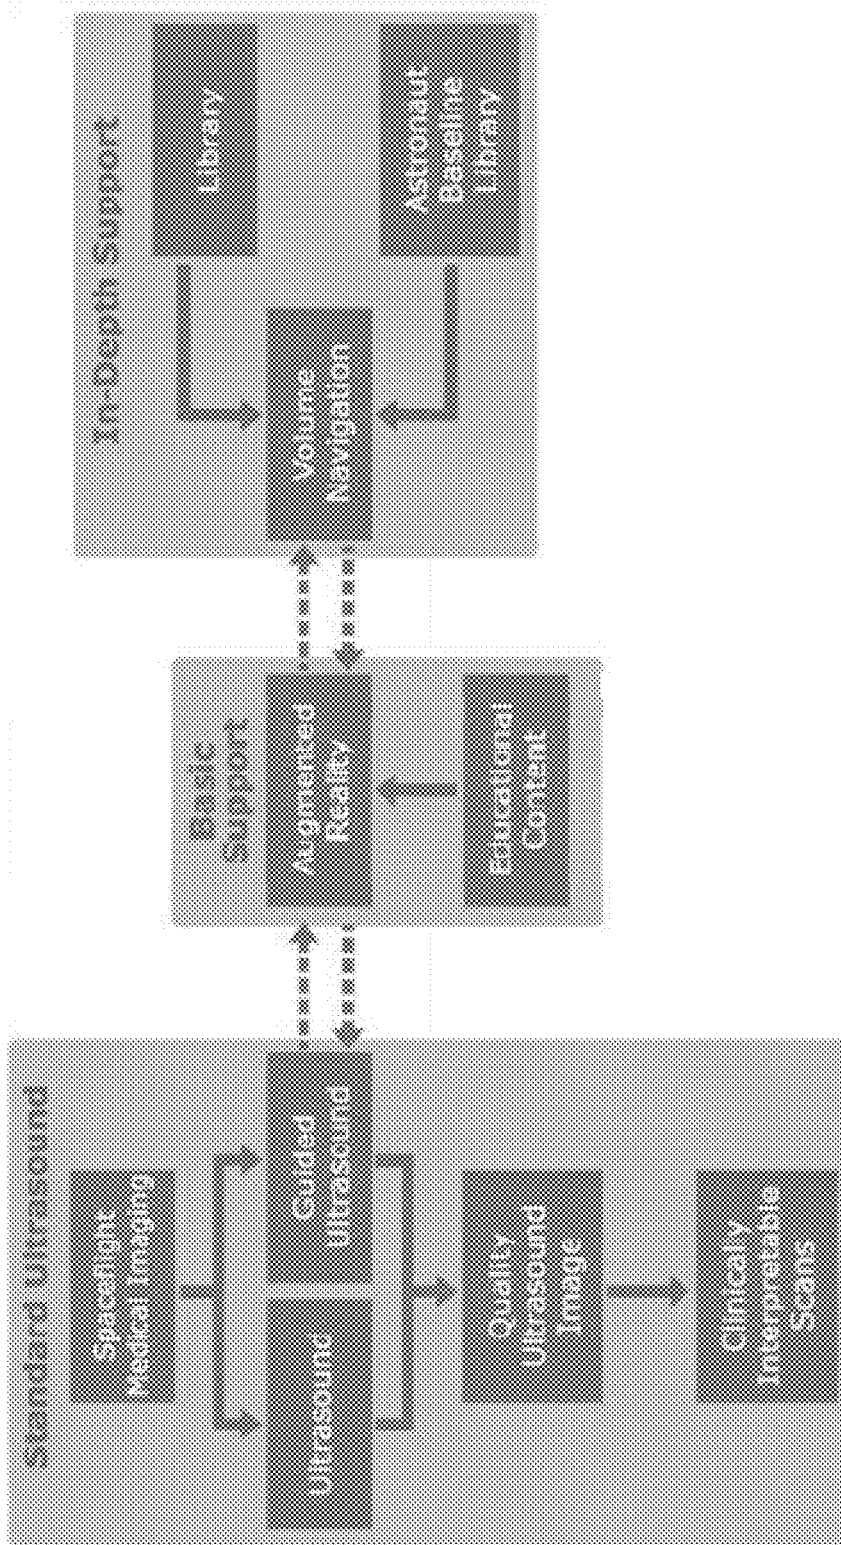 Standard Ultrasound
Spaceflight
Medical Imaging
Ultrasound
Guided
Ultrasound
Quality
Ultrasound
Image
Clinically
Interpretable
Scans
Basic
Support
Augmented
Reality
Educational
Content
In-Depth Support
Library
Volume
Navigation
Astronaut
Baseline
Library